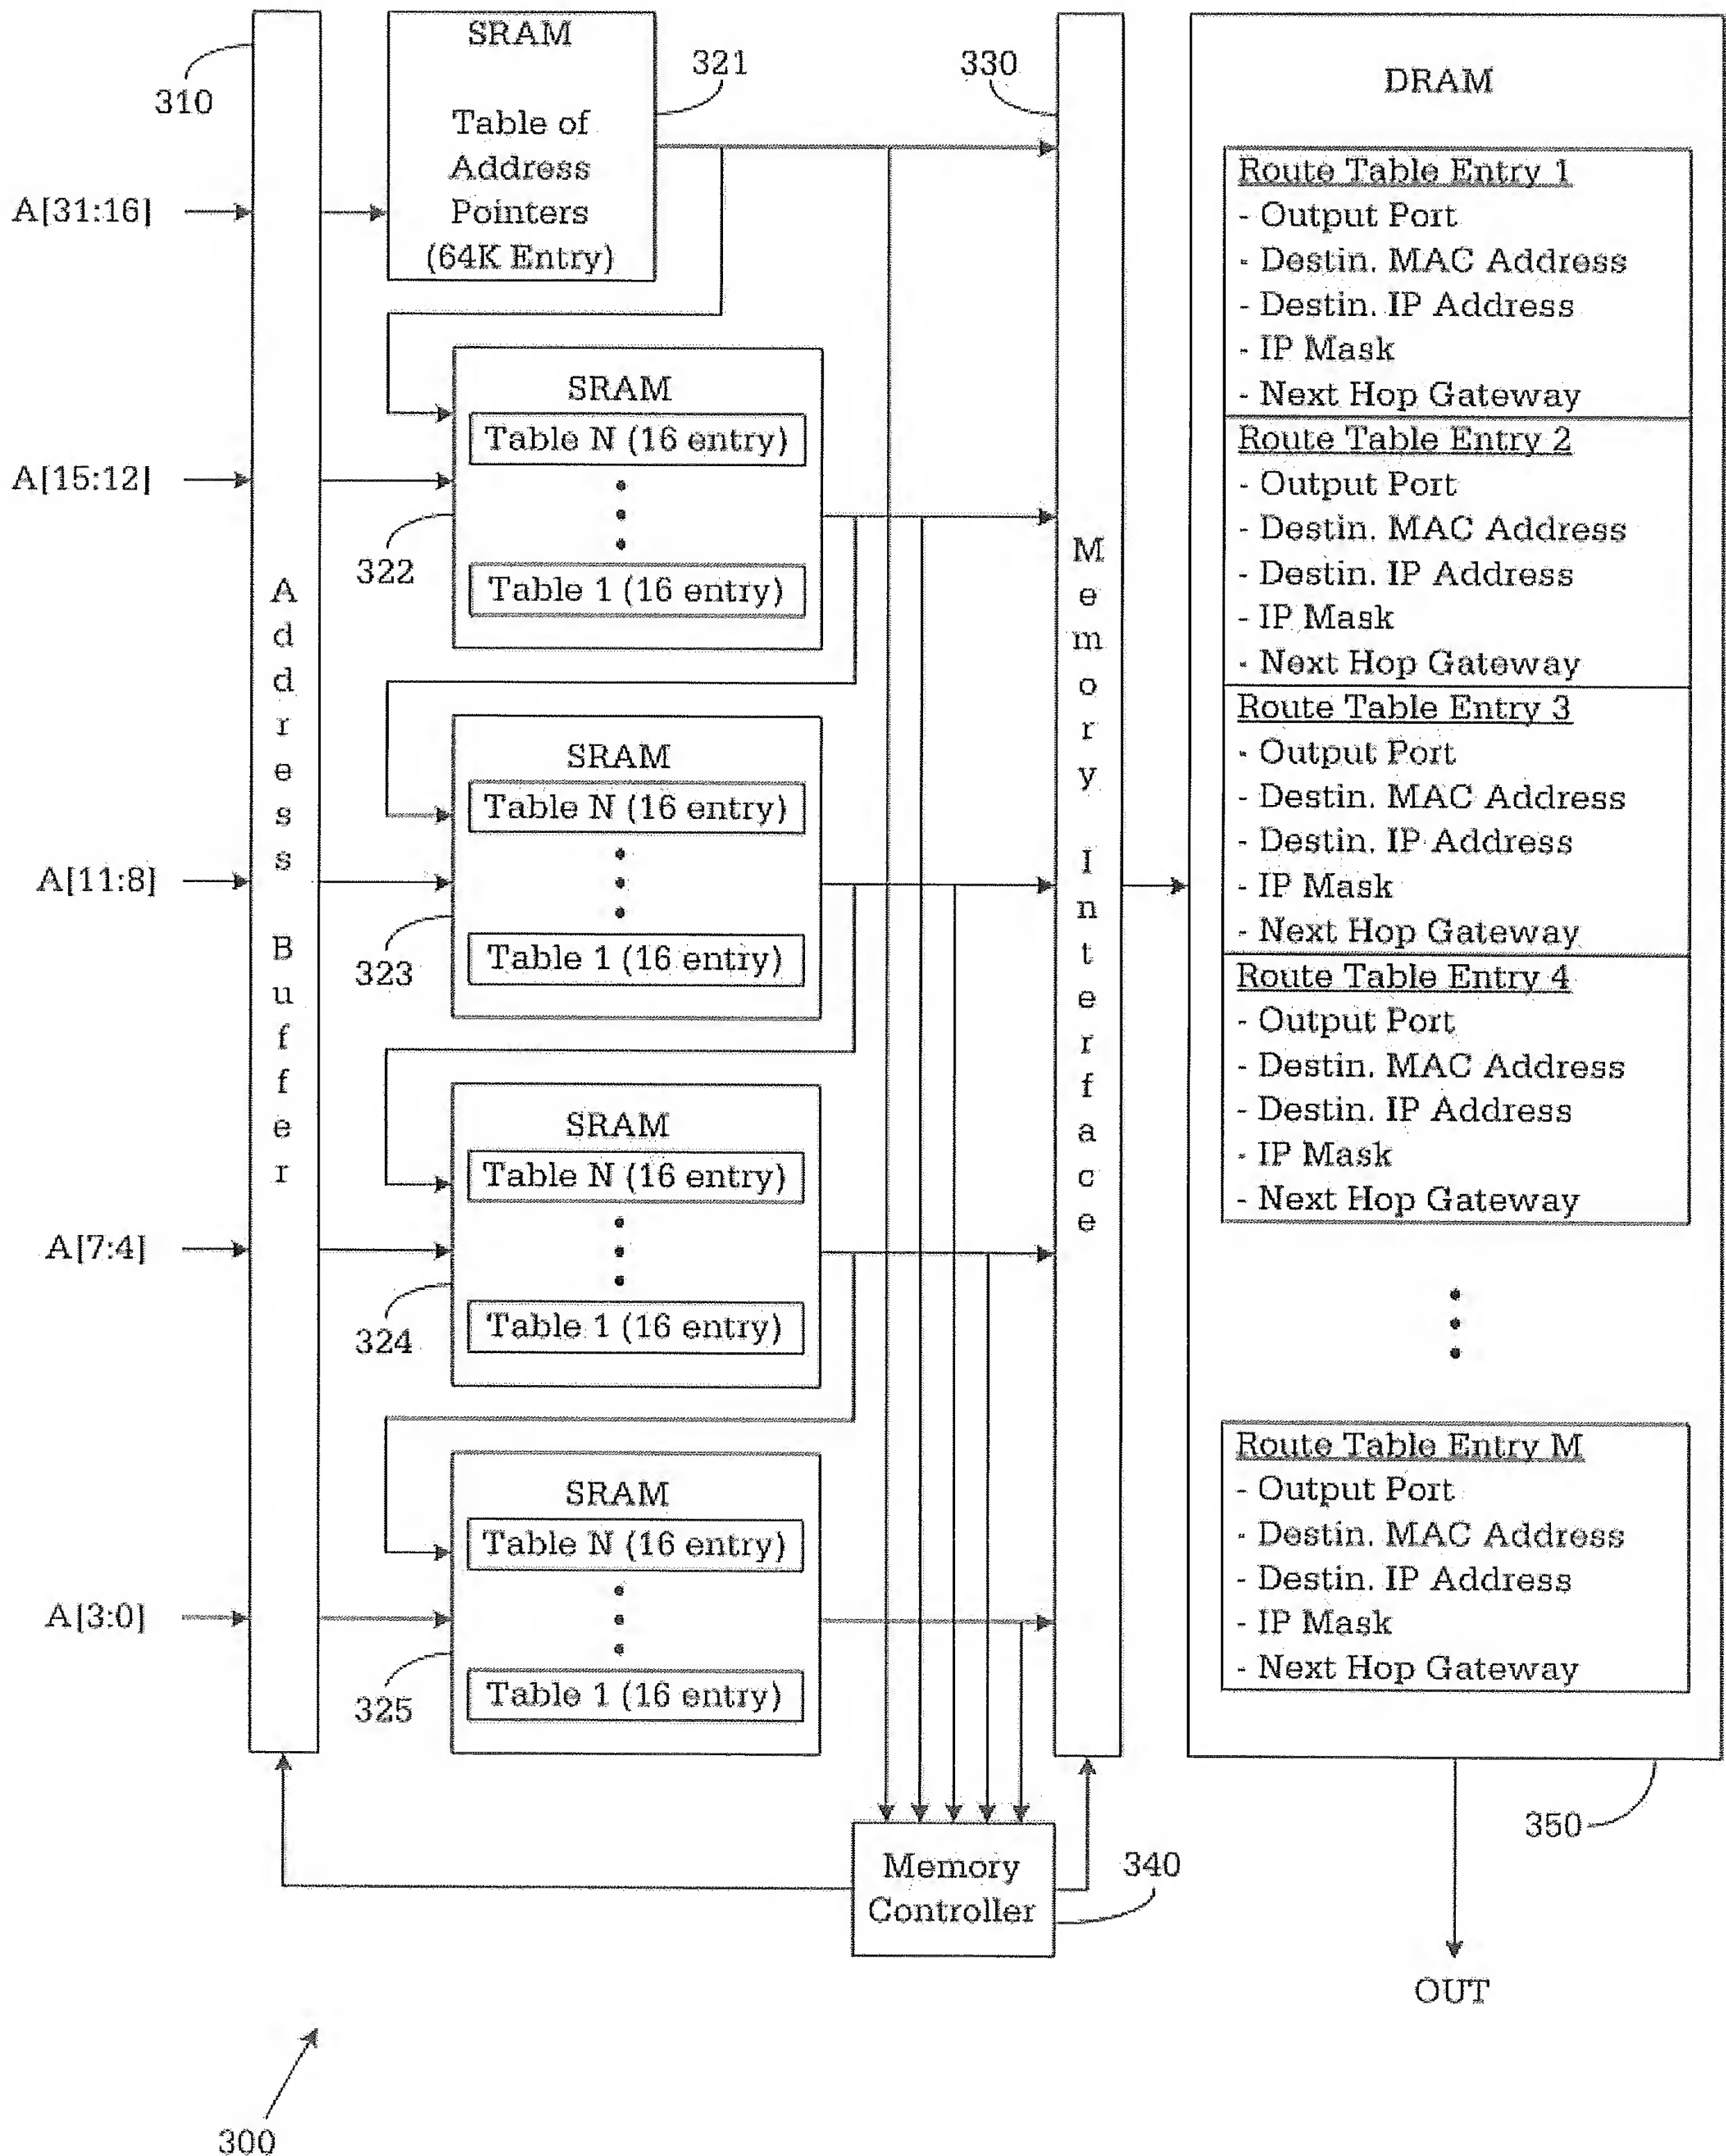 310
A[31:16]
A[15:12]
A[11:8]
A[7:4]
A[3:0]
Address Buffer
SRAM
Table of
Address
Pointers
(64K Entry)
321
SRAM
Table N (16 entry)
Table 1 (16 entry)
322
SRAM
Table N (16 entry)
Table 1 (16 entry)
323
SRAM
Table N (16 entry)
Table 1 (16 entry)
324
SRAM
Table N (16 entry)
Table 1 (16 entry)
325
330
Memory Interface
Memory
Controller
340
DRAM
Route Table Entry 1
- Output Port
- Destin. MAC Address
- Destin. IP Address
- IP Mask
- Next Hop Gateway
Route Table Entry 2
- Output Port
- Destin. MAC Address
- Destin. IP Address
- IP Mask
- Next Hop Gateway
Route Table Entry 3
- Output Port
- Destin. MAC Address
- Destin. IP Address
- IP Mask
- Next Hop Gateway
Route Table Entry 4
- Output Port
- Destin. MAC Address
- Destin. IP Address
- IP Mask
- Next Hop Gateway
Route Table Entry M
- Output Port
- Destin. MAC Address
- Destin. IP Address
- IP Mask
- Next Hop Gateway
350
OUT
300